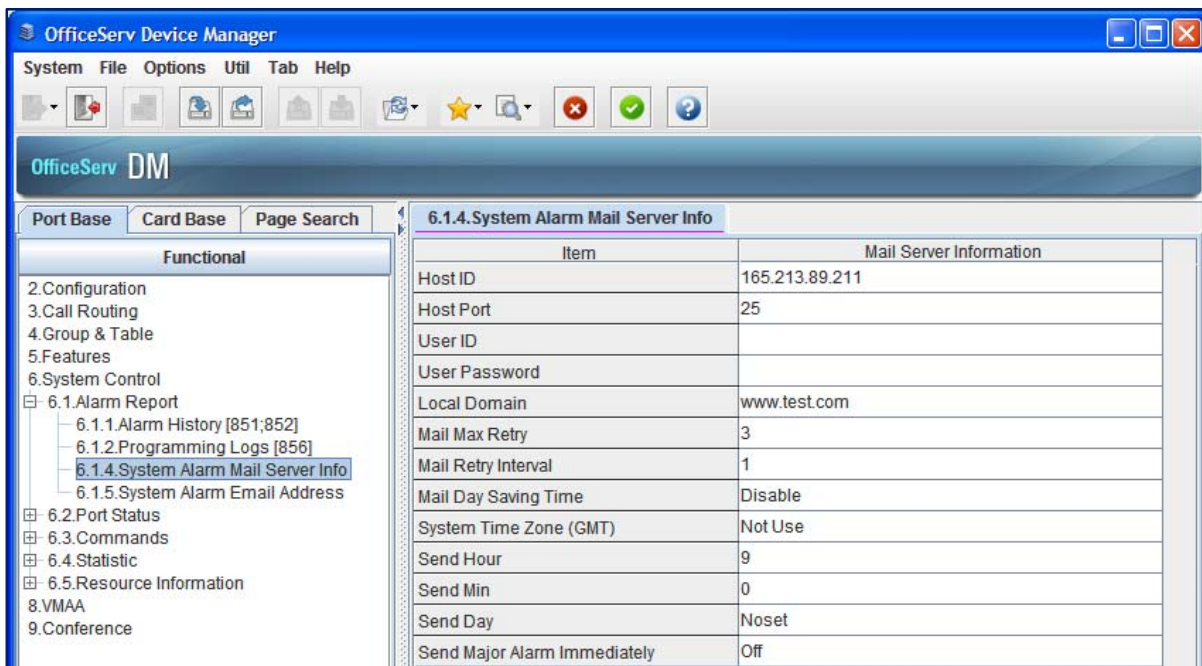 OfficeServ Device Manager
System File Options Util Tab Help
OfficeServ DM
Port Base Card Base Page Search
Functional
2.Configuration
3.Call Routing
4.Group & Table
5.Features
6.System Control
6.1.Alarm Report
6.1.1.Alarm History [851;852]
6.1.2.Programming Logs [856]
6.1.4.System Alarm Mail Server Info
6.1.5.System Alarm Email Address
6.2.Port Status
6.3.Commands
6.4.Statistic
6.5.Resource Information
8.VMAA
9.Conference
6.1.4.System Alarm Mail Server Info
Item Mail Server Information
Host ID 165.213.89.211
Host Port 25
User ID
User Password
Local Domain www.test.com
Mail Max Retry 3
Mail Retry Interval 1
Mail Day Saving Time Disable
System Time Zone (GMT) Not Use
Send Hour 9
Send Min 0
Send Day Noset
Send Major Alarm Immediately Off